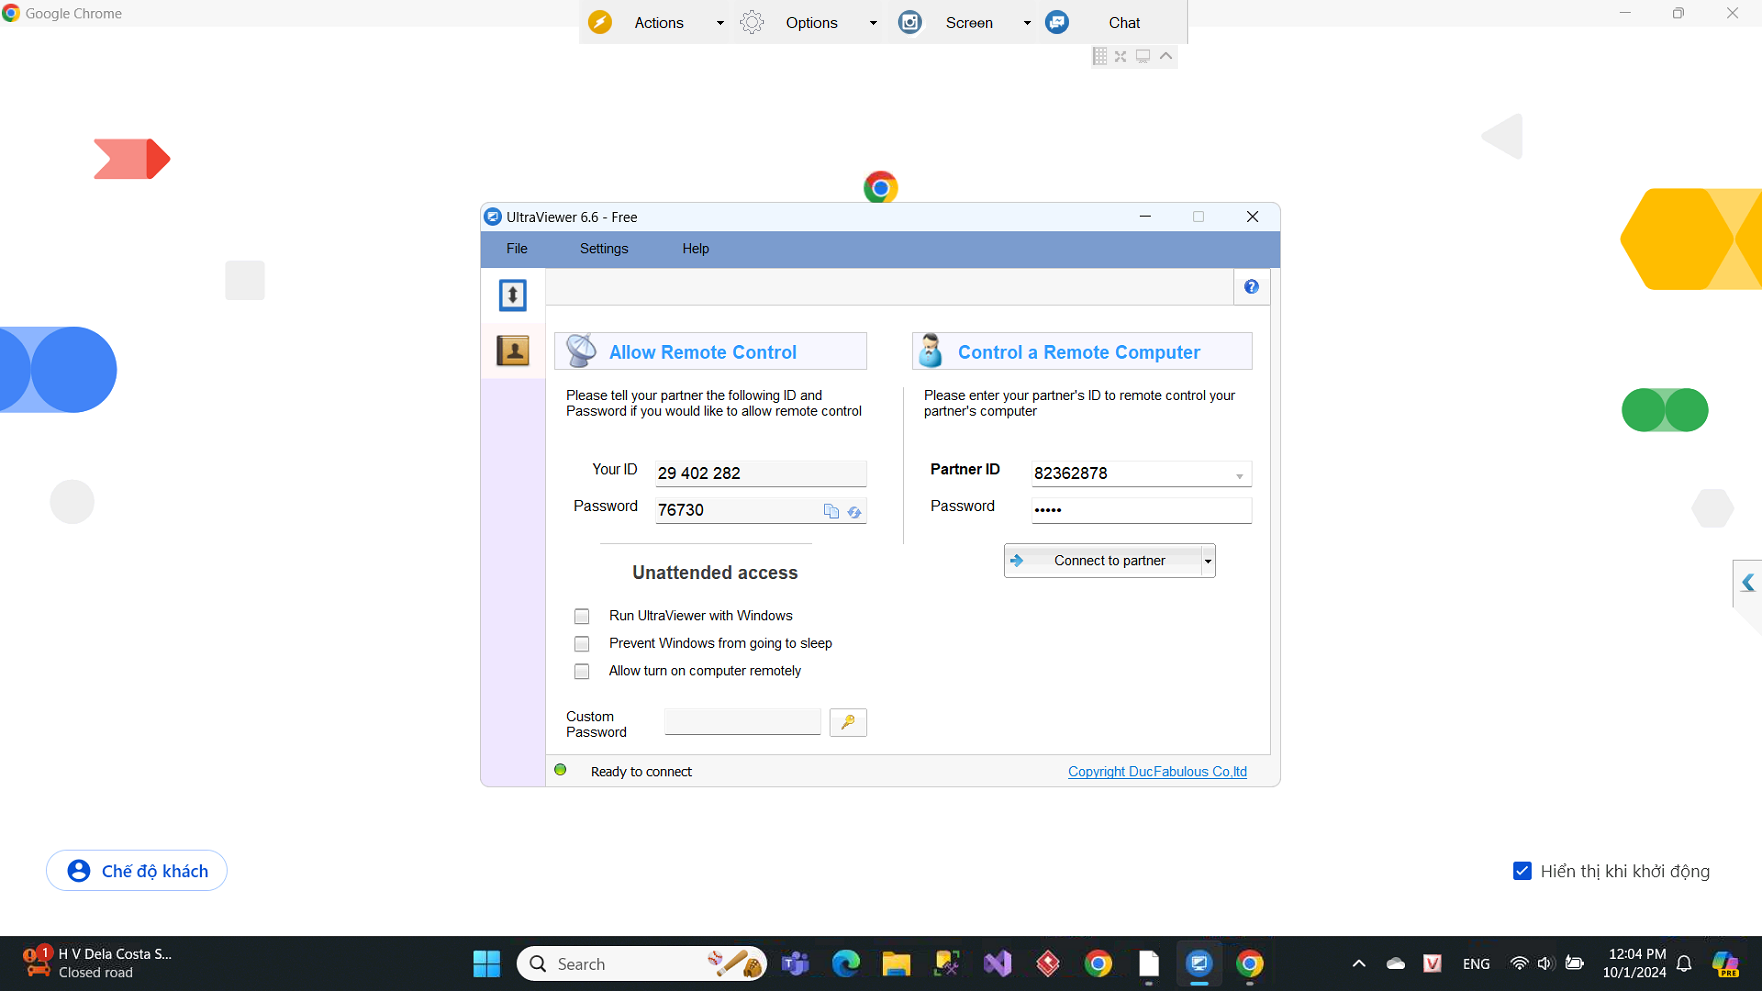 Google Chrome
Actions
Options
Screen
Chat
UltraViewer 6.6 - Free
File
Settings
Help
Allow Remote Control
Please tell your partner the following ID and
Password if you would like to allow remote control
Your ID
29 402 282
Password
76730
Unattended access
Run UltraViewer with Windows
Prevent Windows from going to sleep
Allow turn on computer remotely
Custom
Password
Control a Remote Computer
Please enter your partner's ID to remote control your
partner's computer
Partner ID
82362878
Password
•••••
Connect to partner
Ready to connect
Copyright DucFabulous Co,ltd
Chế độ khách
Hiển thị khi khởi động
1
H V Dela Costa S...
Closed road
Search
V
ENG
12:04 PM
10/1/2024
PRE